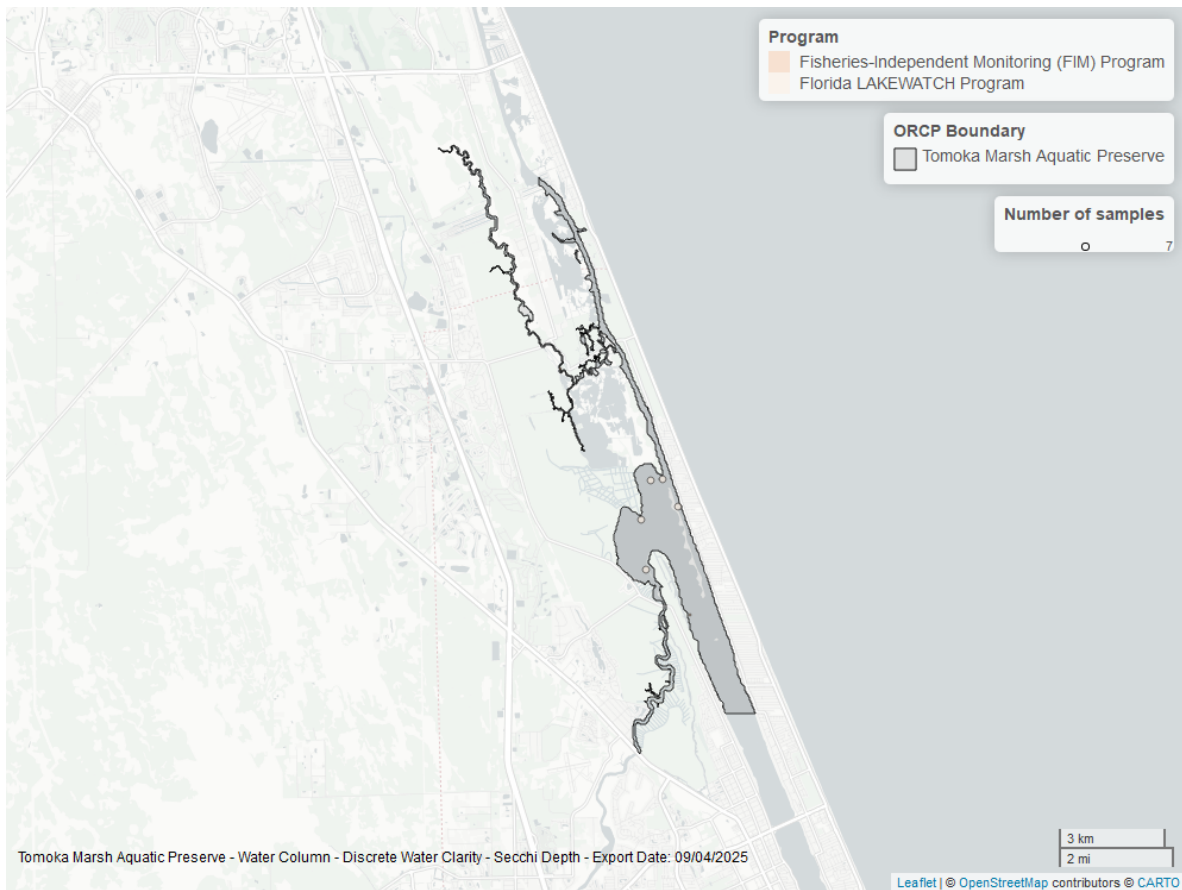 Program
Fisheries-Independent Monitoring (FIM) Program
Florida LAKEWATCH Program
ORCP Boundary
Tomoka Marsh Aquatic Preserve
Number of samples
7
3 km
2 mi
Tomoka Marsh Aquatic Preserve - Water Column - Discrete Water Clarity - Secchi Depth - Export Date: 09/04/2025
Leaflet | © OpenStreetMap contributors © CARTO